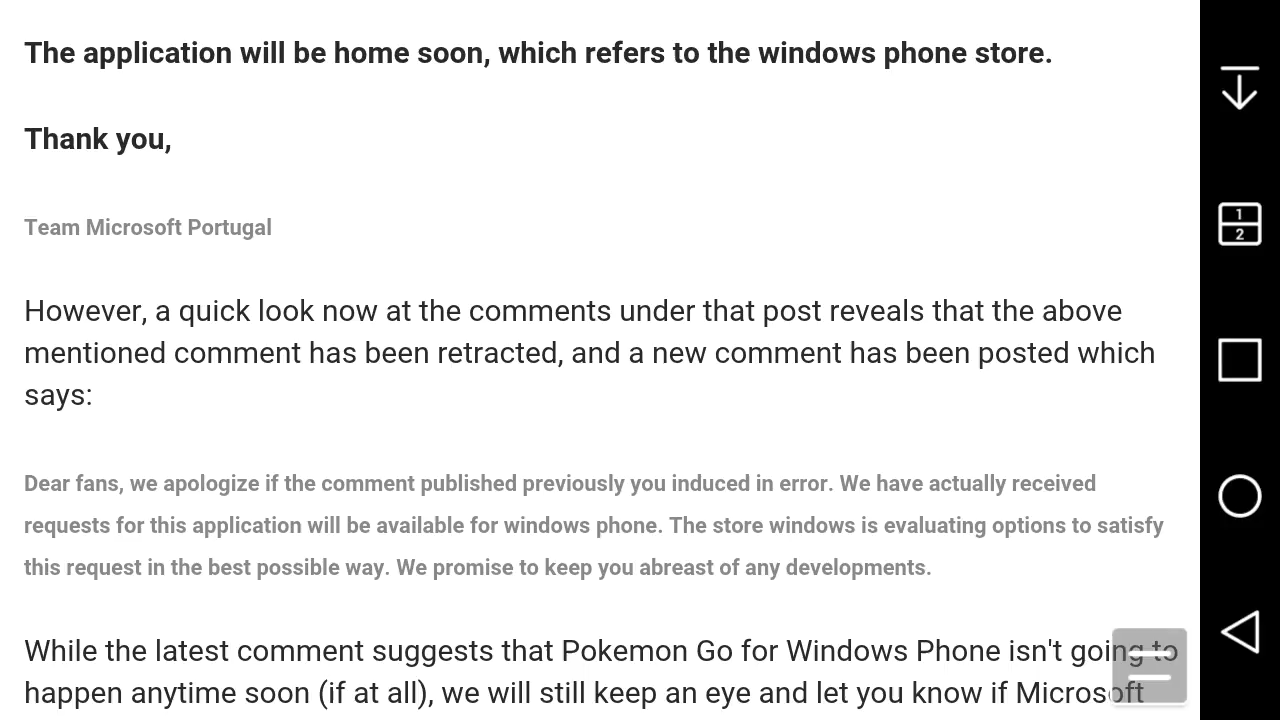 The application will be home soon, which refers to the windows phone store.
Thank you,
Team Microsoft Portugal
However, a quick look now at the comments under that post reveals that the above
mentioned comment has been retracted, and a new comment has been posted which
says:
Dear fans, we apologize if the comment published previously you induced in error. We have actually received
requests for this application will be available for windows phone. The store windows is evaluating options to satisfy
this request in the best possible way. We promise to keep you abreast of any developments.
While the latest comment suggests that Pokemon Go for Windows Phone isn't going to
happen anytime soon (if at all), we will still keep an eye and let you know if Microsoft
1
2